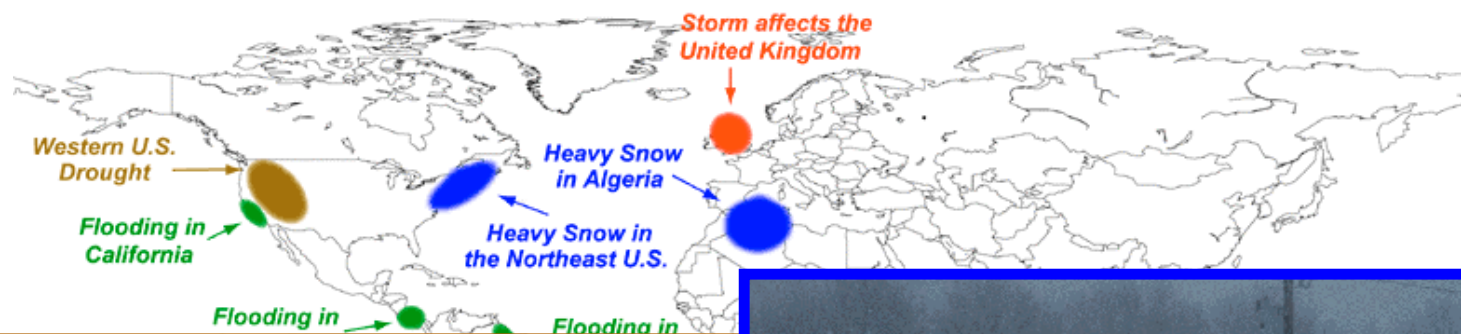 Storm affects the
United Kingdom
Western U.S.
Drought
Heavy Snow
in Algeria
Flooding in
California
Heavy Snow in
the Northeast U.S.
Flooding in
Flooding in